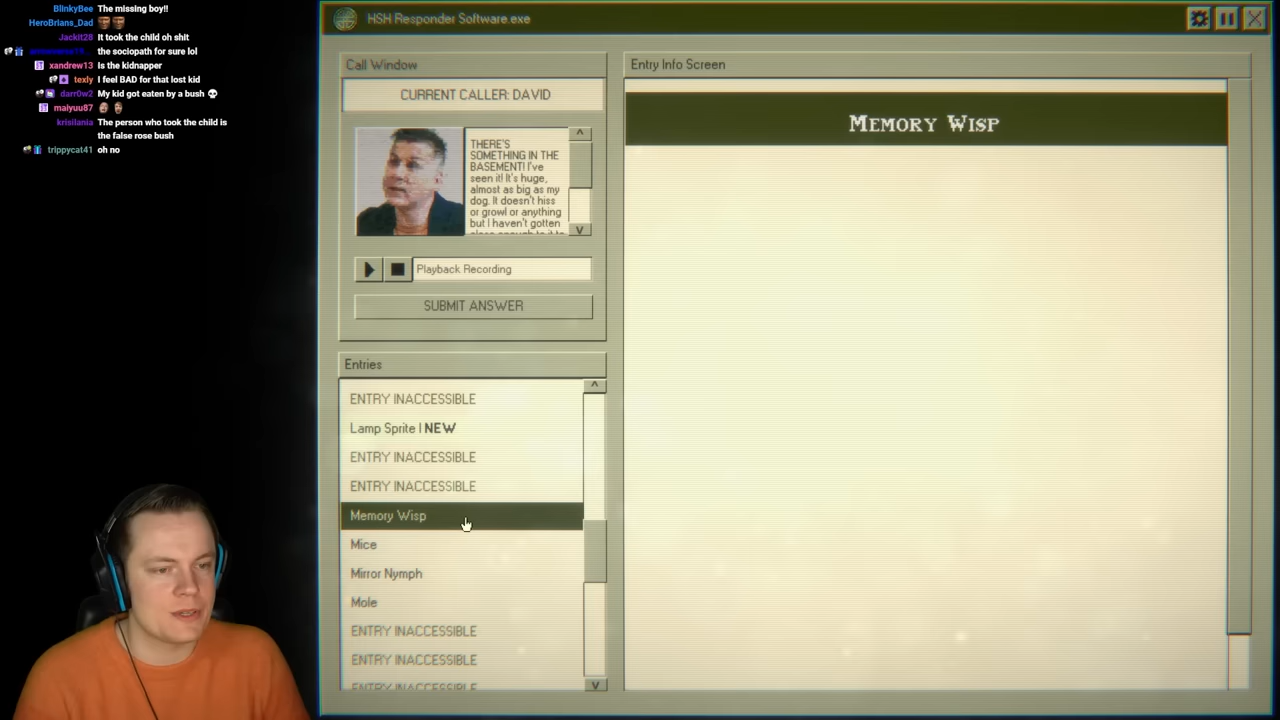 BlinkyBee The missing boy!!
HeroBrians_Dad
Jackit28 It took the child oh shit
the sociopath for sure lol
xandrew13 Is the kidnapper
texly I feel BAD for that lost kid
darr0w2 My kid got eaten by a bush
maiyuu87
krisilania The person who took the child is
the false rose bush
trippycat41 oh no
HSH Responder Software.exe
Call Window
CURRENT CALLER: DAVID
THERE'S
SOMETHING IN THE
BASEMENT! I've
seen it! It's huge,
almost as big as my
dog. It doesn't hiss
or growl or anything
but I haven't gotten
Playback Recording
SUBMIT ANSWER
Entries
ENTRY INACCESSIBLE
Lamp Sprite | NEW
ENTRY INACCESSIBLE
ENTRY INACCESSIBLE
Memory Wisp
Mice
Mirror Nymph
Mole
ENTRY INACCESSIBLE
ENTRY INACCESSIBLE
ENTRY INACCESSIBLE
Entry Info Screen
Memory Wisp